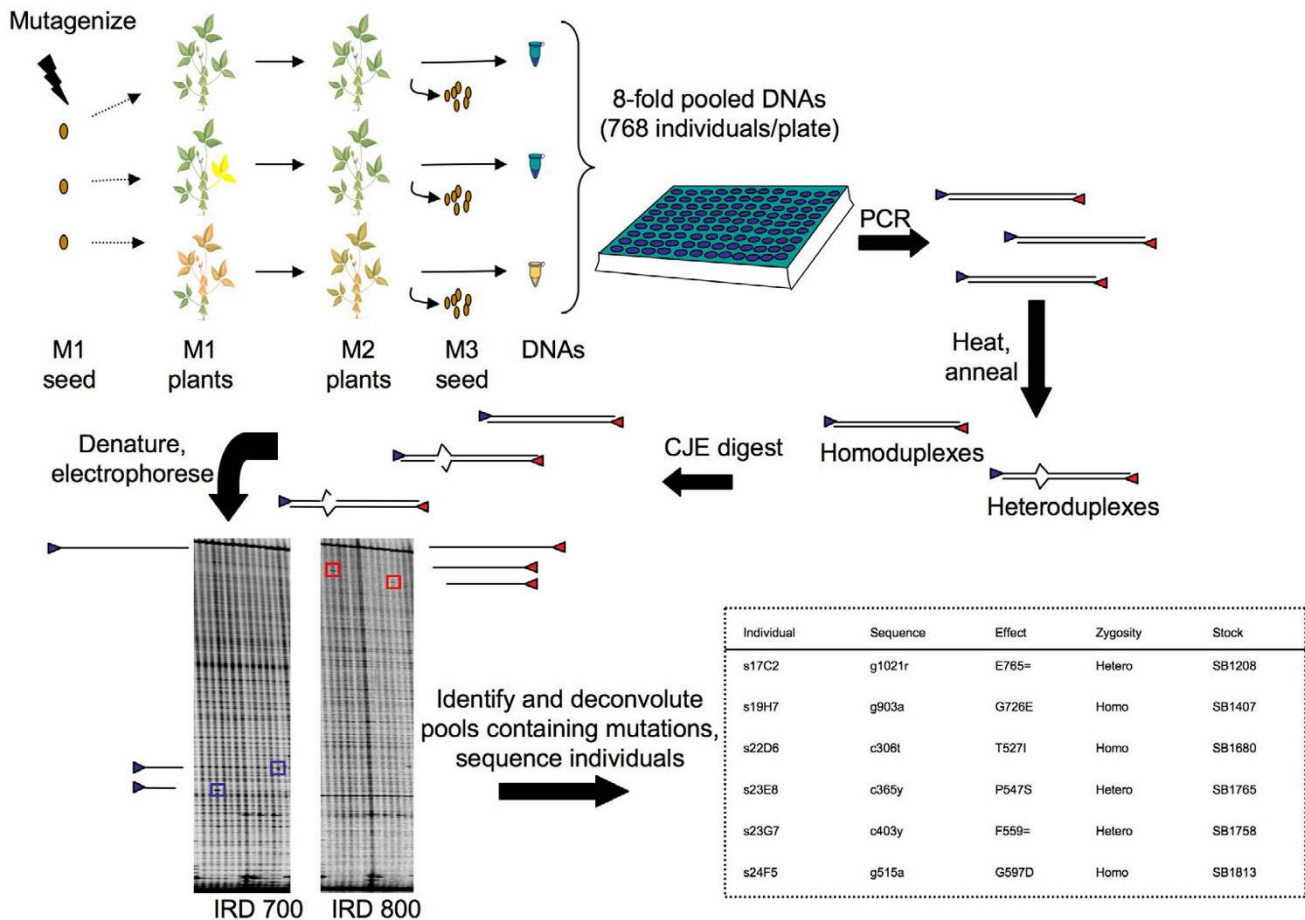 Mutagenize
8-fold pooled DNAs
(768 individuals/plate)
PCR
M1
seed
M1
plants
M2
plants
M3
seed
DNAs
Heat,
anneal
Homoduplexes
Heteroduplexes
CJE digest
Denature,
electrophorese
IRD 700
IRD 800
Identify and deconvolute
pools containing mutations,
sequence individuals
Individual Sequence Effect Zygosity Stock
s17C2 g1021r E765= Hetero SB1208
s19H7 g903a G726E Homo SB1407
s22D6 c306t T527I Homo SB1680
s23E8 c365y P547S Hetero SB1765
s23G7 c403y F559= Hetero SB1758
s24F5 g515a G597D Homo SB1813